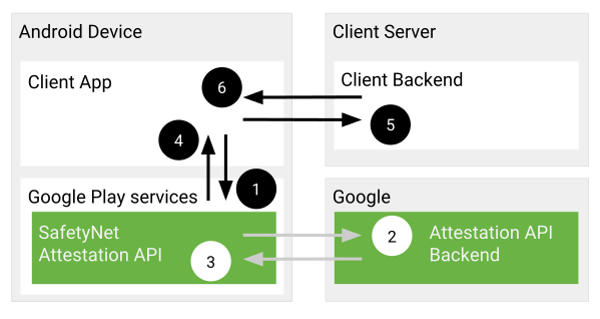 Android Device
Client Server
Client App
6
Client Backend
5
4
1
Google Play services
Google
SafetyNet
Attestation API
3
2
Attestation API
Backend